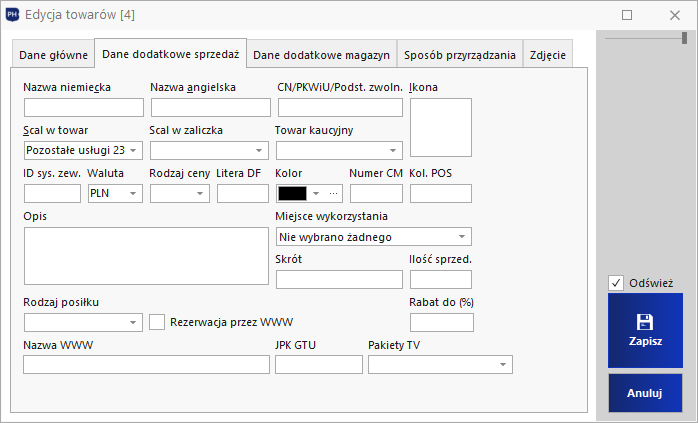 PH Edycja towarów [4]
Dane główne Dane dodatkowe sprzedaż Dane dodatkowe magazyn Sposób przyrządzania Zdjęcie
Nazwa niemiecka Nazwa angielska CN/PKWiU/Podst. zwoln. Ikona
Scal w towar Scal w zaliczka Towar kaucyjny
Pozostałe usługi 23
ID sys. zew. Waluta Rodzaj ceny Litera DF Kolor Numer CM Kol. POS
PLN ...
Opis Miejsce wykorzystania
Nie wybrano żadnego
Skrót Ilość sprzed.
Odśwież
Rodzaj posiłku Rabat do (%)
Rezerwacja przez WWW
Zapisz
Nazwa WWW JPK GTU Pakiety TV
Anuluj